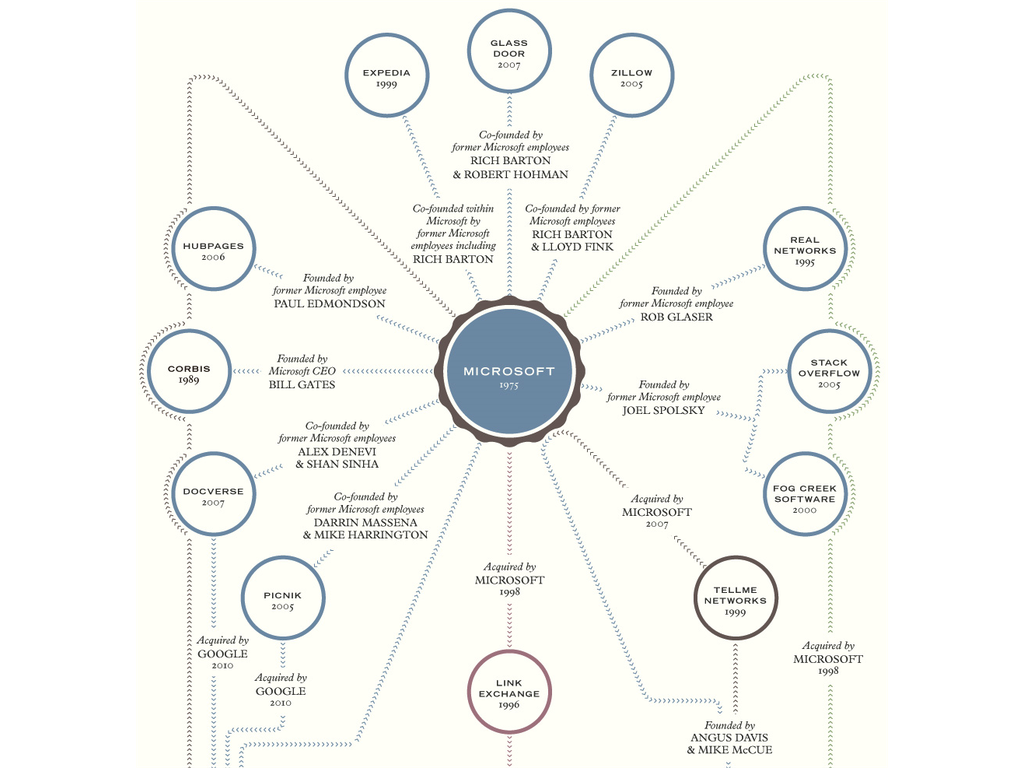 GLASS
DOOR
2007
EXPEDIA
1999
ZILLOW
2005
Co-founded by
former Microsoft employees
RICH BARTON
& ROBERT HOHMAN
Co-founded within
Microsoft by
former Microsoft
employees including
RICH BARTON
Co-founded by former
Microsoft employees
RICH BARTON
& LLOYD FINK
HUBPAGES
2006
REAL
NETWORKS
1995
Founded by
former Microsoft employee
PAUL EDMONDSON
Founded by
former Microsoft employee
ROB GLASER
CORBIS
1989
Founded by
Microsoft CEO
BILL GATES
MICROSOFT
1975
STACK
OVERFLOW
2005
Founded by
former Microsoft employee
JOEL SPOLSKY
Co-founded by
former Microsoft employees
ALEX DENEVI
& SHAN SINHA
DOCVERSE
2007
FOG CREEK
SOFTWARE
2000
Co-founded by
former Microsoft employees
DARRIN MASSENA
& MIKE HARRINGTON
Acquired by
MICROSOFT
2007
PICNIK
2005
Acquired by
MICROSOFT
1998
TELLME
NETWORKS
1999
Acquired by
GOOGLE
2010
Acquired by
MICROSOFT
1998
Acquired by
GOOGLE
2010
LINK
EXCHANGE
1996
Founded by
ANGUS DAVIS
& MIKE McCUE